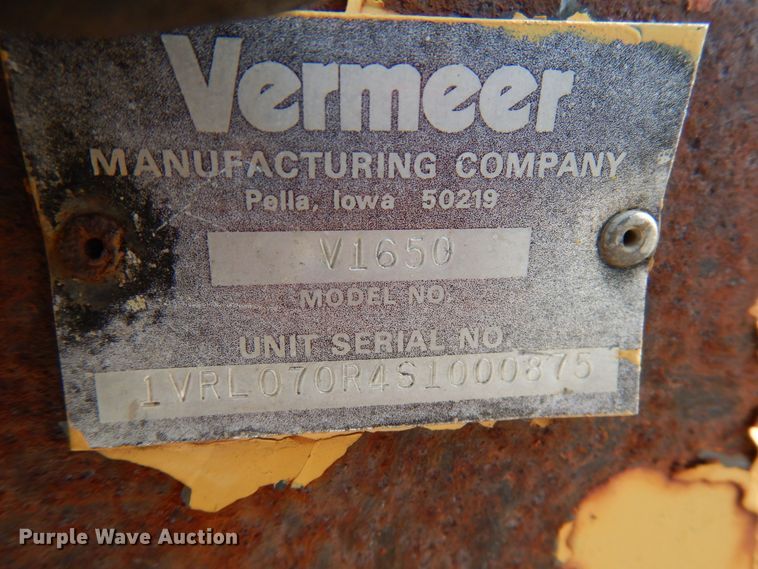 Vermeer
MANUFACTURING COMPANY
Pella, Iowa 50219
V1650
MODEL NO.
UNIT SERIAL NO.
1VRL070R4S1000875
Purple Wave Auction